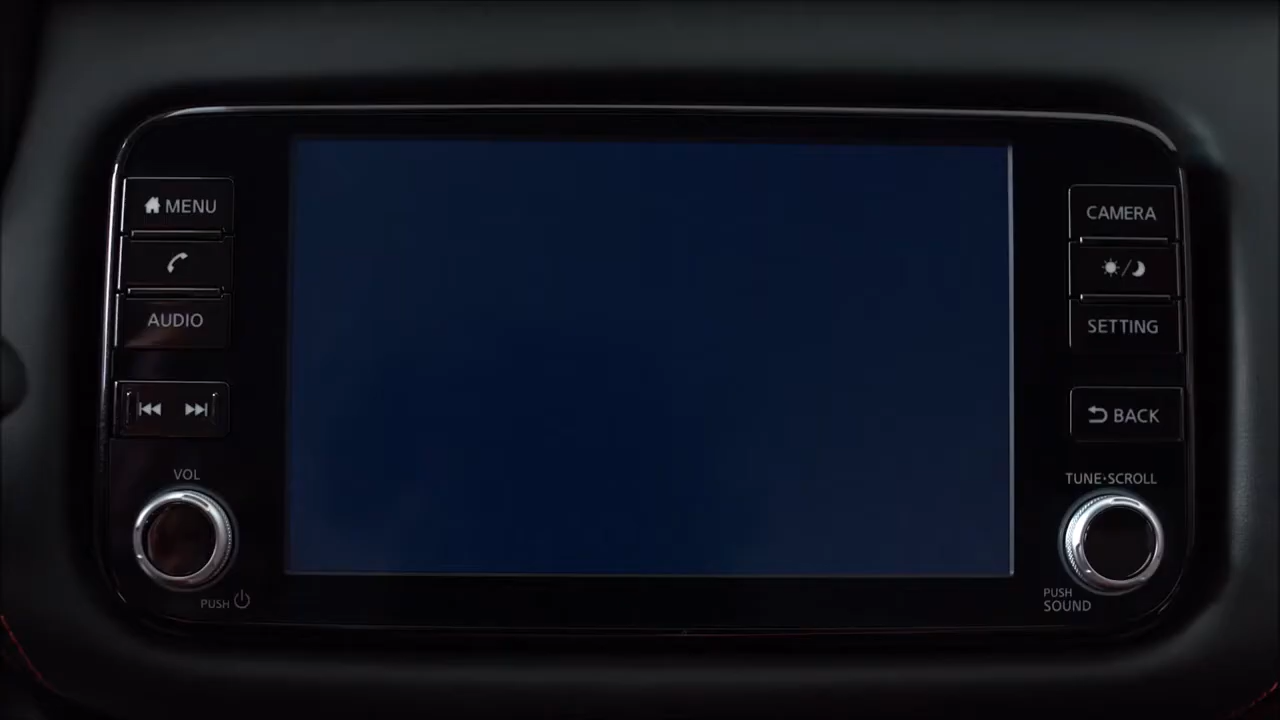 MENU
AUDIO
VOL
PUSH
CAMERA
SETTING
BACK
TUNE•SCROLL
PUSH
SOUND